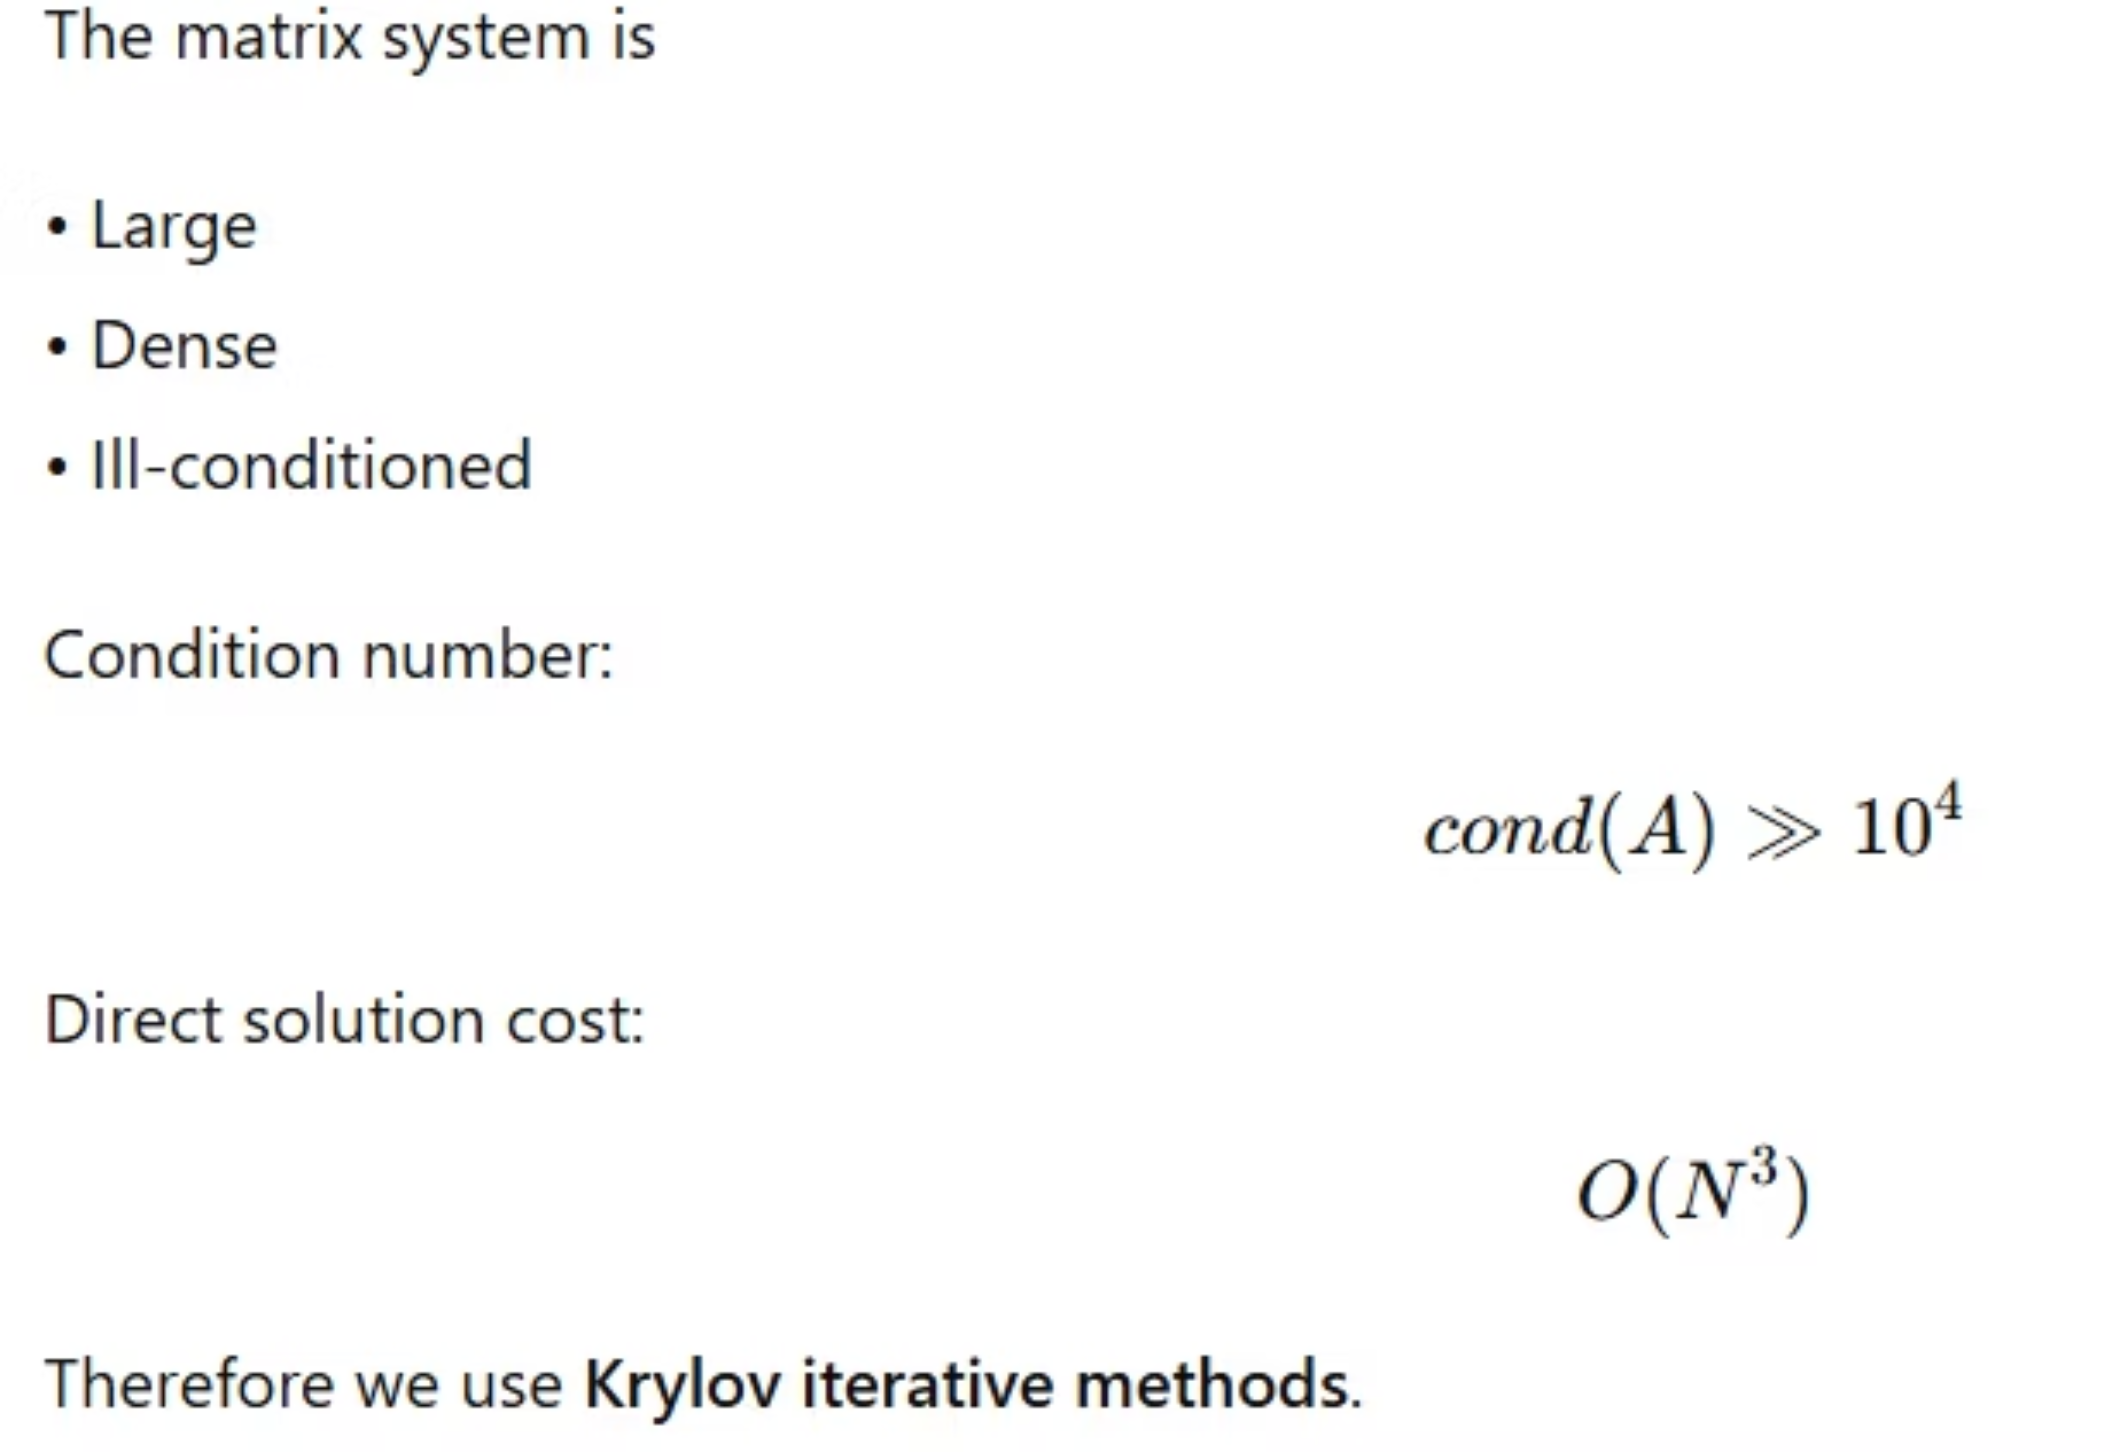 The matrix system is
• Large
• Dense
• Ill-conditioned
Condition number:
cond(A) ≫ 10⁴
Direct solution cost:
O(N³)
Therefore we use Krylov iterative methods.